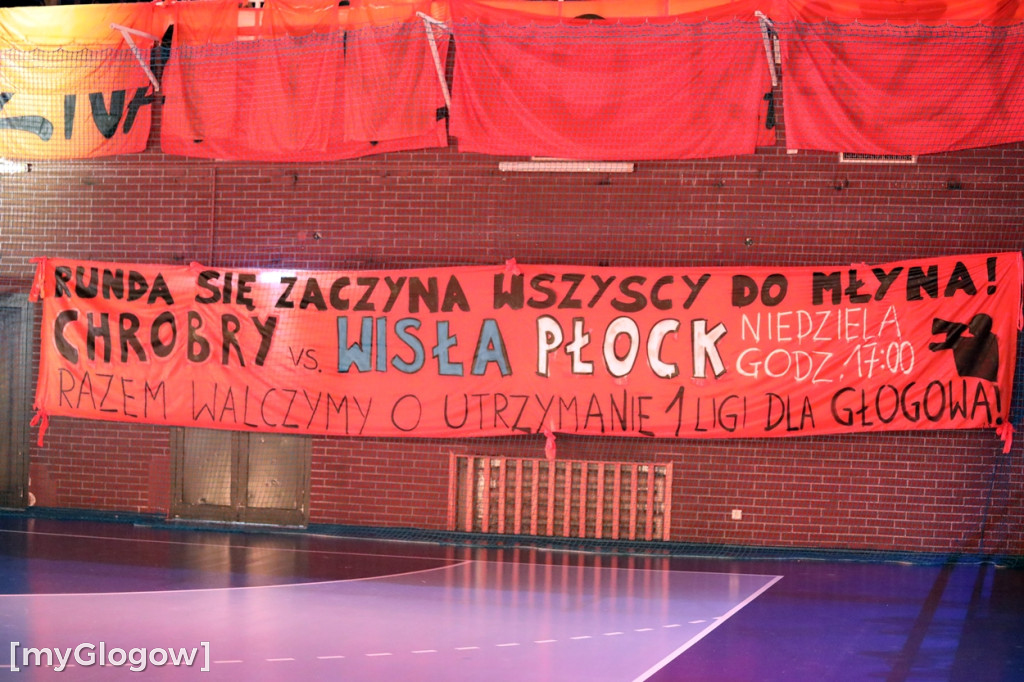 RUNDA SIĘ ZACZYNA WSZYSCY DO MŁYNA!
CHROBRY vs. WISŁA PŁOCK NIEDZIELA
GODZ. 17:00
RAZEM WALCZYMY O UTRZYMANIE 1 LIGI DLA GŁOGOWA!
[myGlogow]